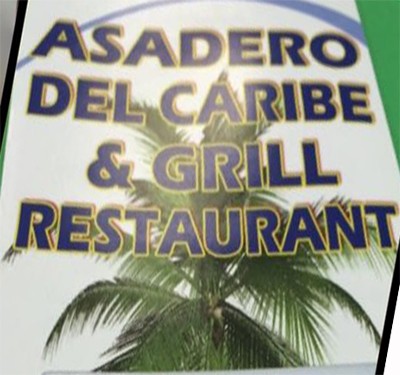 ASADERO
DEL CARIBE
& GRILL
RESTAURANT